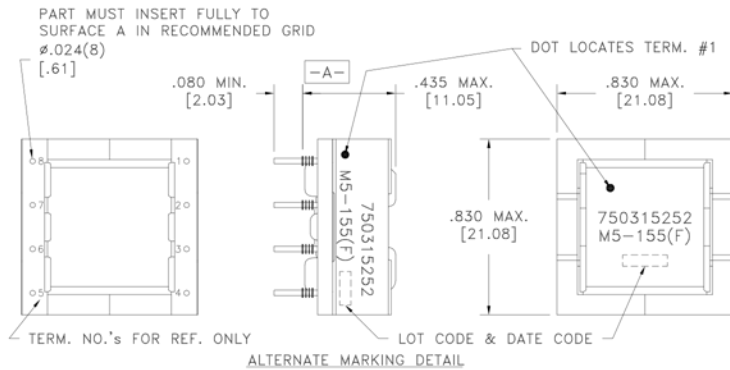 PART MUST INSERT FULLY TO
SURFACE A IN RECOMMENDED GRID
ø.024(8)
[.61]
.080 MIN.
[2.03]
-A-
.435 MAX.
[11.05]
DOT LOCATES TERM. #1
.830 MAX.
[21.08]
8
1
7
2
6
3
5
4
M5-155(F)
750315252
.830 MAX.
[21.08]
750315252
M5-155(F)
TERM. NO.'s FOR REF. ONLY
LOT CODE & DATE CODE
ALTERNATE MARKING DETAIL